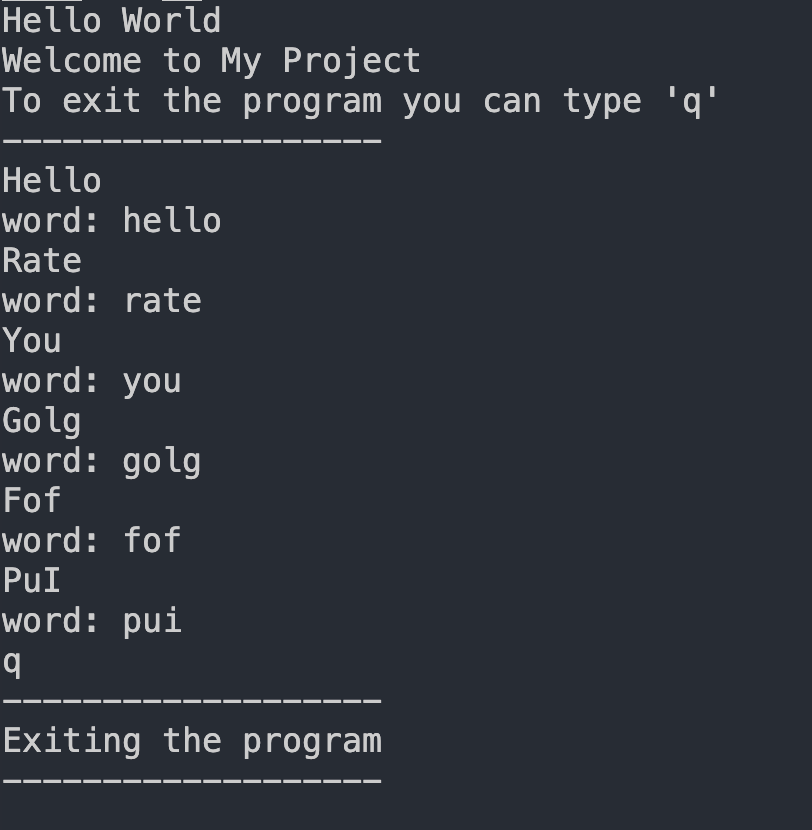 Hello World
Welcome to My Project
To exit the program you can type 'q'
-------------------
Hello
word: hello
Rate
word: rate
You
word: you
Golg
word: golg
Fof
word: fof
PuI
word: pui
q
-------------------
Exiting the program
-------------------